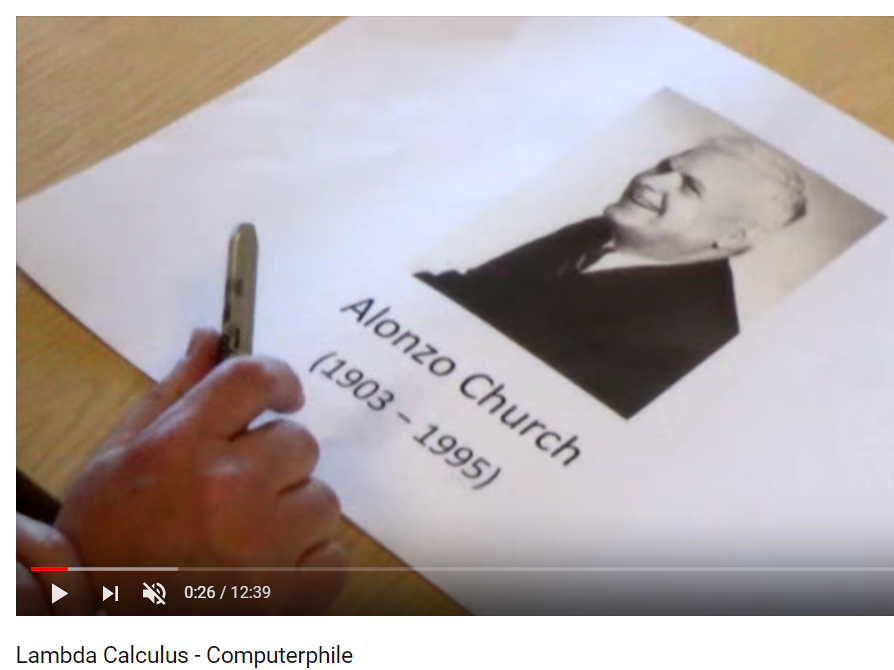 Alonzo Church
(1903 – 1995)
0:26 / 12:39
Lambda Calculus - Computerphile